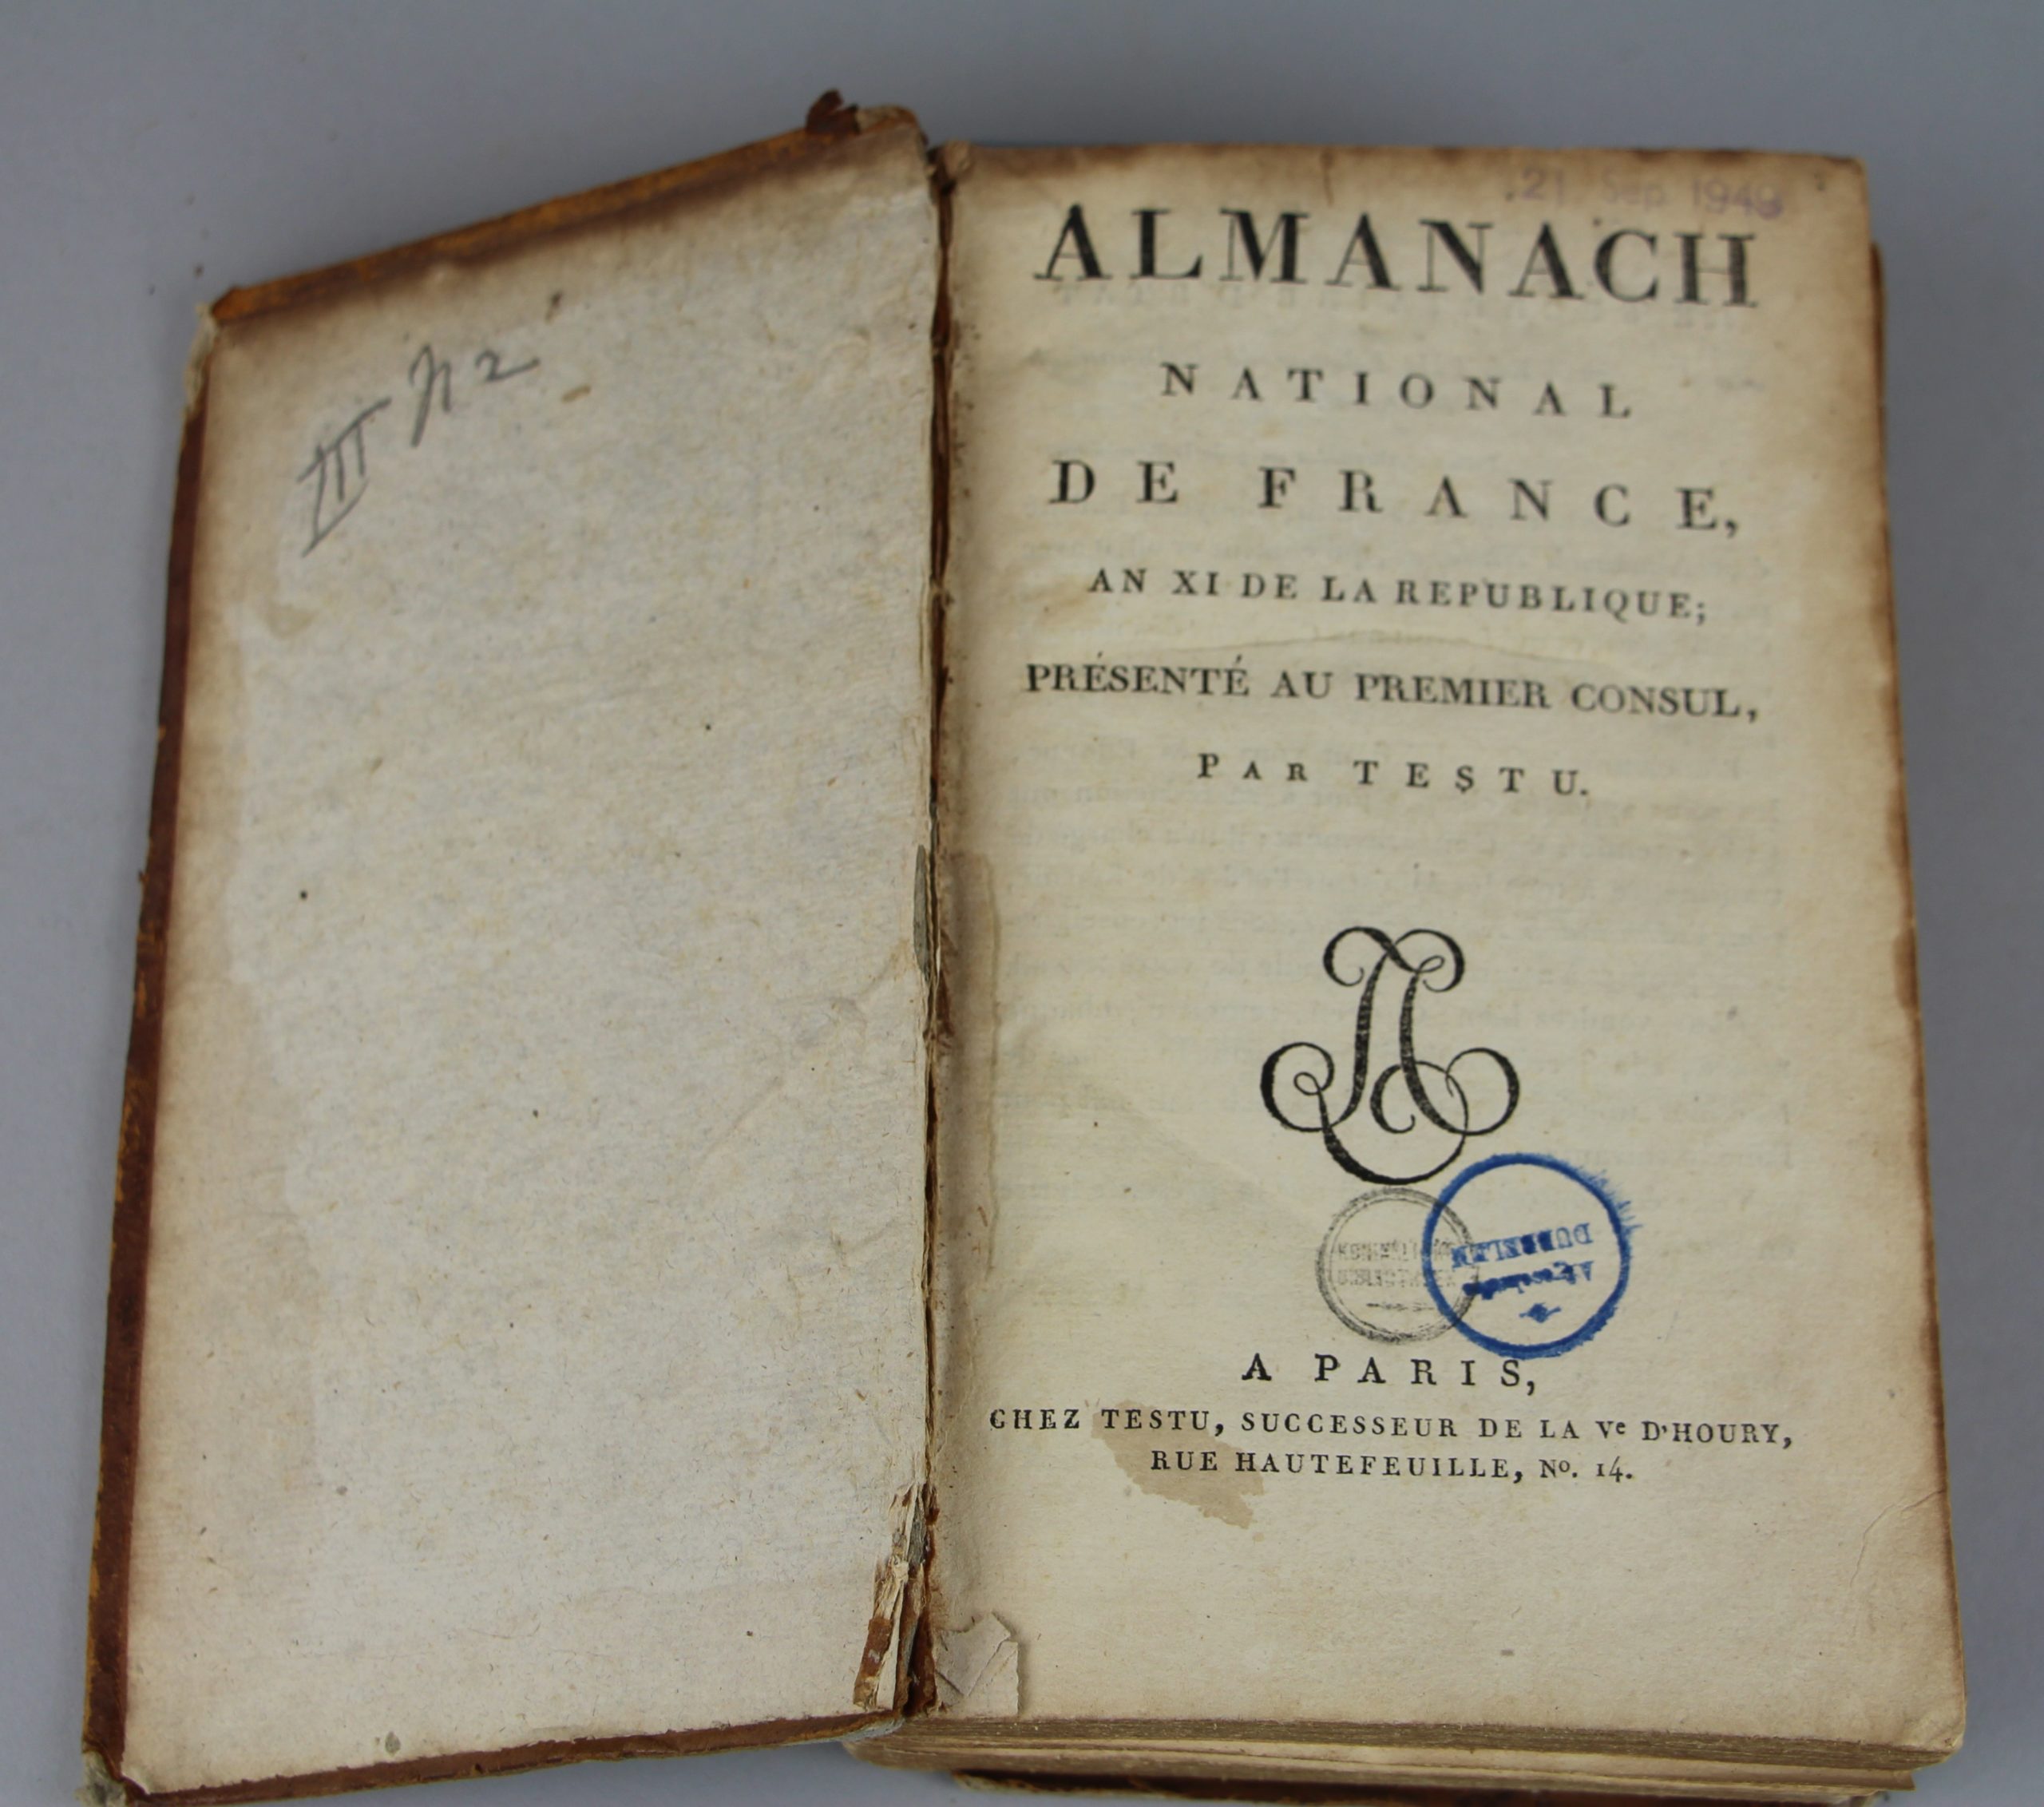 III n 2
21 Sep 1949
ALMANACH
NATIONAL
DE FRANCE,
AN XI DE LA REPUBLIQUE;
PRÉSENTÉ AU PREMIER CONSUL,
PAR TESTU.
A PARIS,
CHEZ TESTU, SUCCESSEUR DE LA Ve D'HOURY,
RUE HAUTEFEUILLE, No. 14.